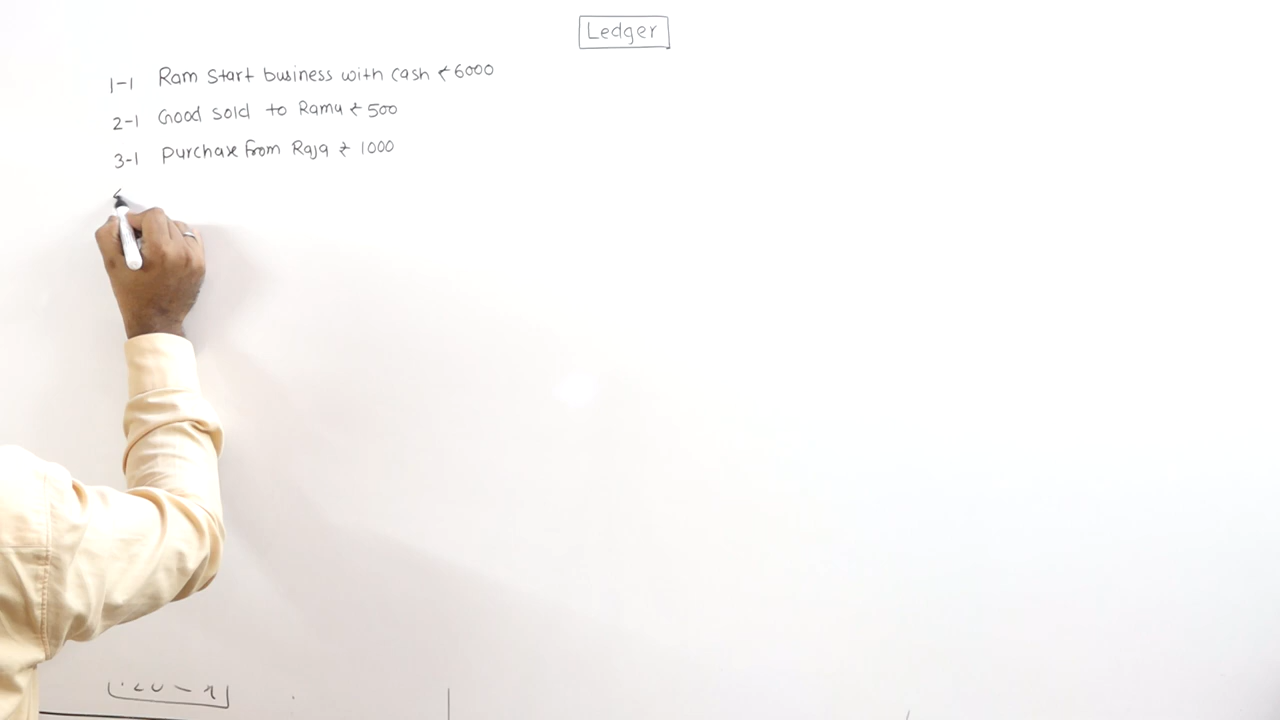 Ledger
1-1 Ram Start business with cash ₹ 6000
2-1 Good sold to Ramu ₹ 500
3-1 Purchase from Raja ₹ 1000